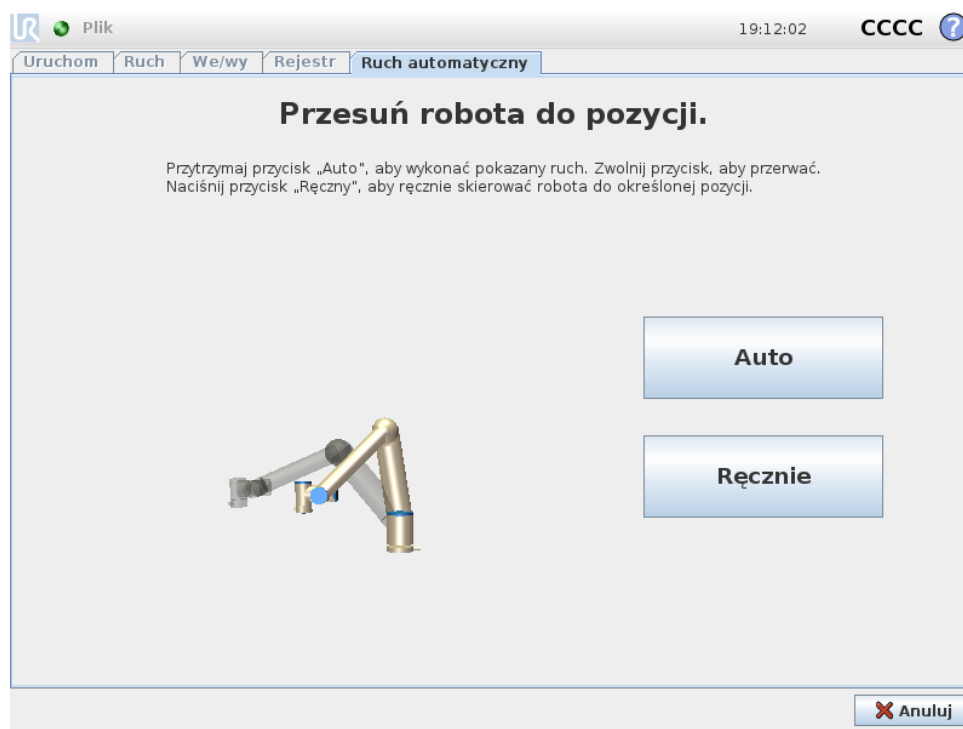 UR Plik 19:12:02 CCCC ?
Uruchom Ruch We/wy Rejestr Ruch automatyczny
Przesuń robota do pozycji.
Przytrzymaj przycisk „Auto”, aby wykonać pokazany ruch. Zwolnij przycisk, aby przerwać.
Naciśnij przycisk „Ręczny”, aby ręcznie skierować robota do określonej pozycji.
Auto
Ręcznie
Anuluj